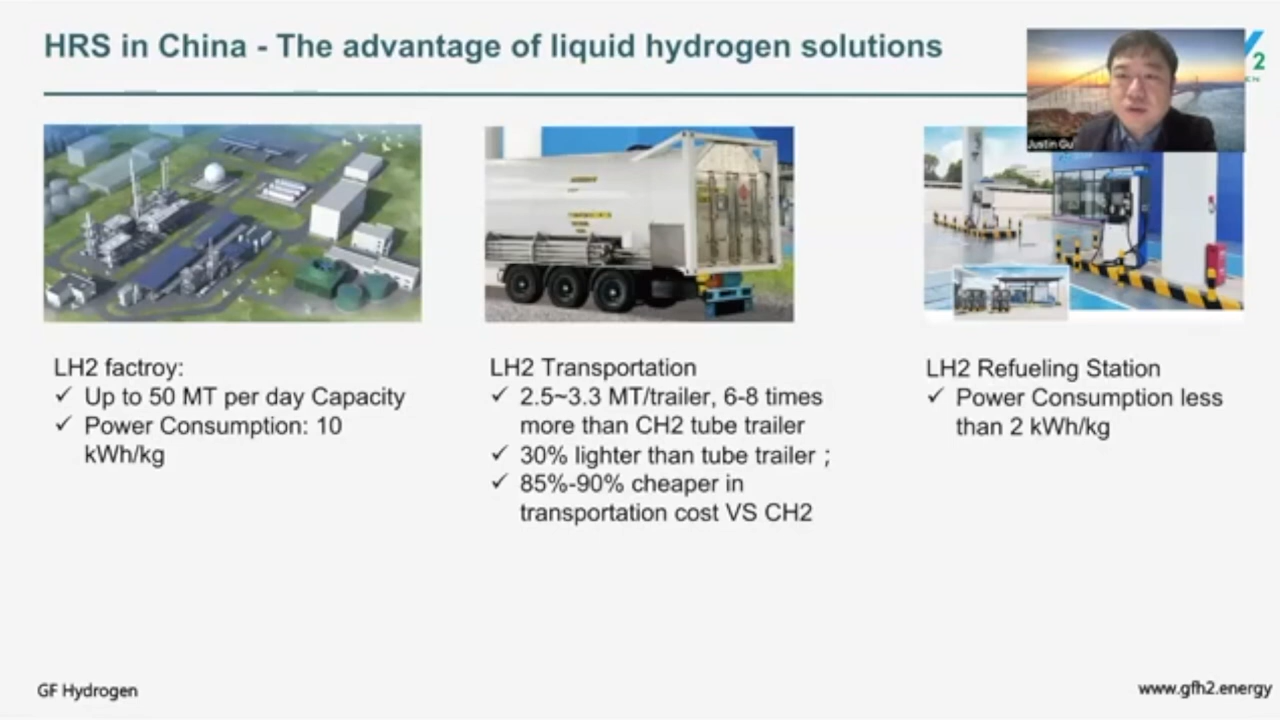 HRS in China - The advantage of liquid hydrogen solutions
2
EN
Justin Gu
LH2 factroy:
✓ Up to 50 MT per day Capacity
✓ Power Consumption: 10
kWh/kg
LH2 Transportation
✓ 2.5~3.3 MT/trailer, 6-8 times
more than CH2 tube trailer
✓ 30% lighter than tube trailer ;
✓ 85%-90% cheaper in
transportation cost VS CH2
LH2 Refueling Station
✓ Power Consumption less
than 2 kWh/kg
GF Hydrogen
www.gfh2.energy